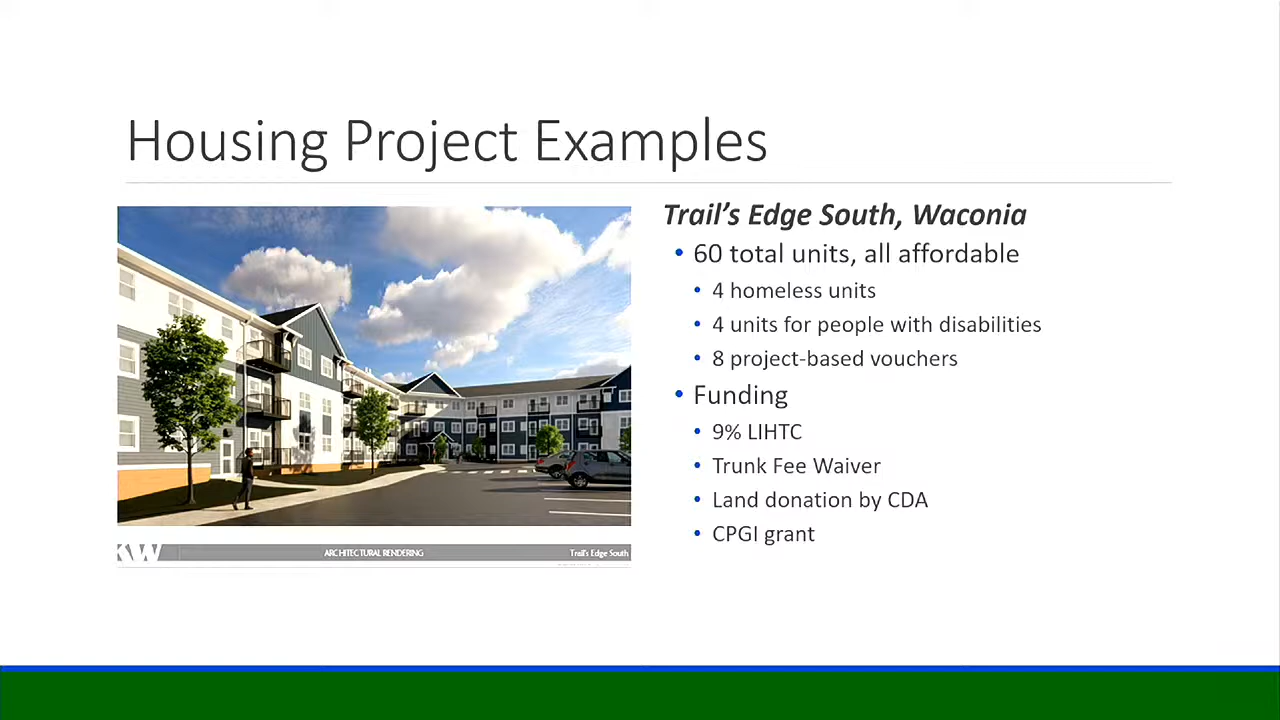 Housing Project Examples
Trail's Edge South, Waconia
• 60 total units, all affordable
• 4 homeless units
• 4 units for people with disabilities
• 8 project-based vouchers
• Funding
• 9% LIHTC
• Trunk Fee Waiver
• Land donation by CDA
• CPGI grant
KW ARCHITECTURAL RENDERING Trail's Edge South